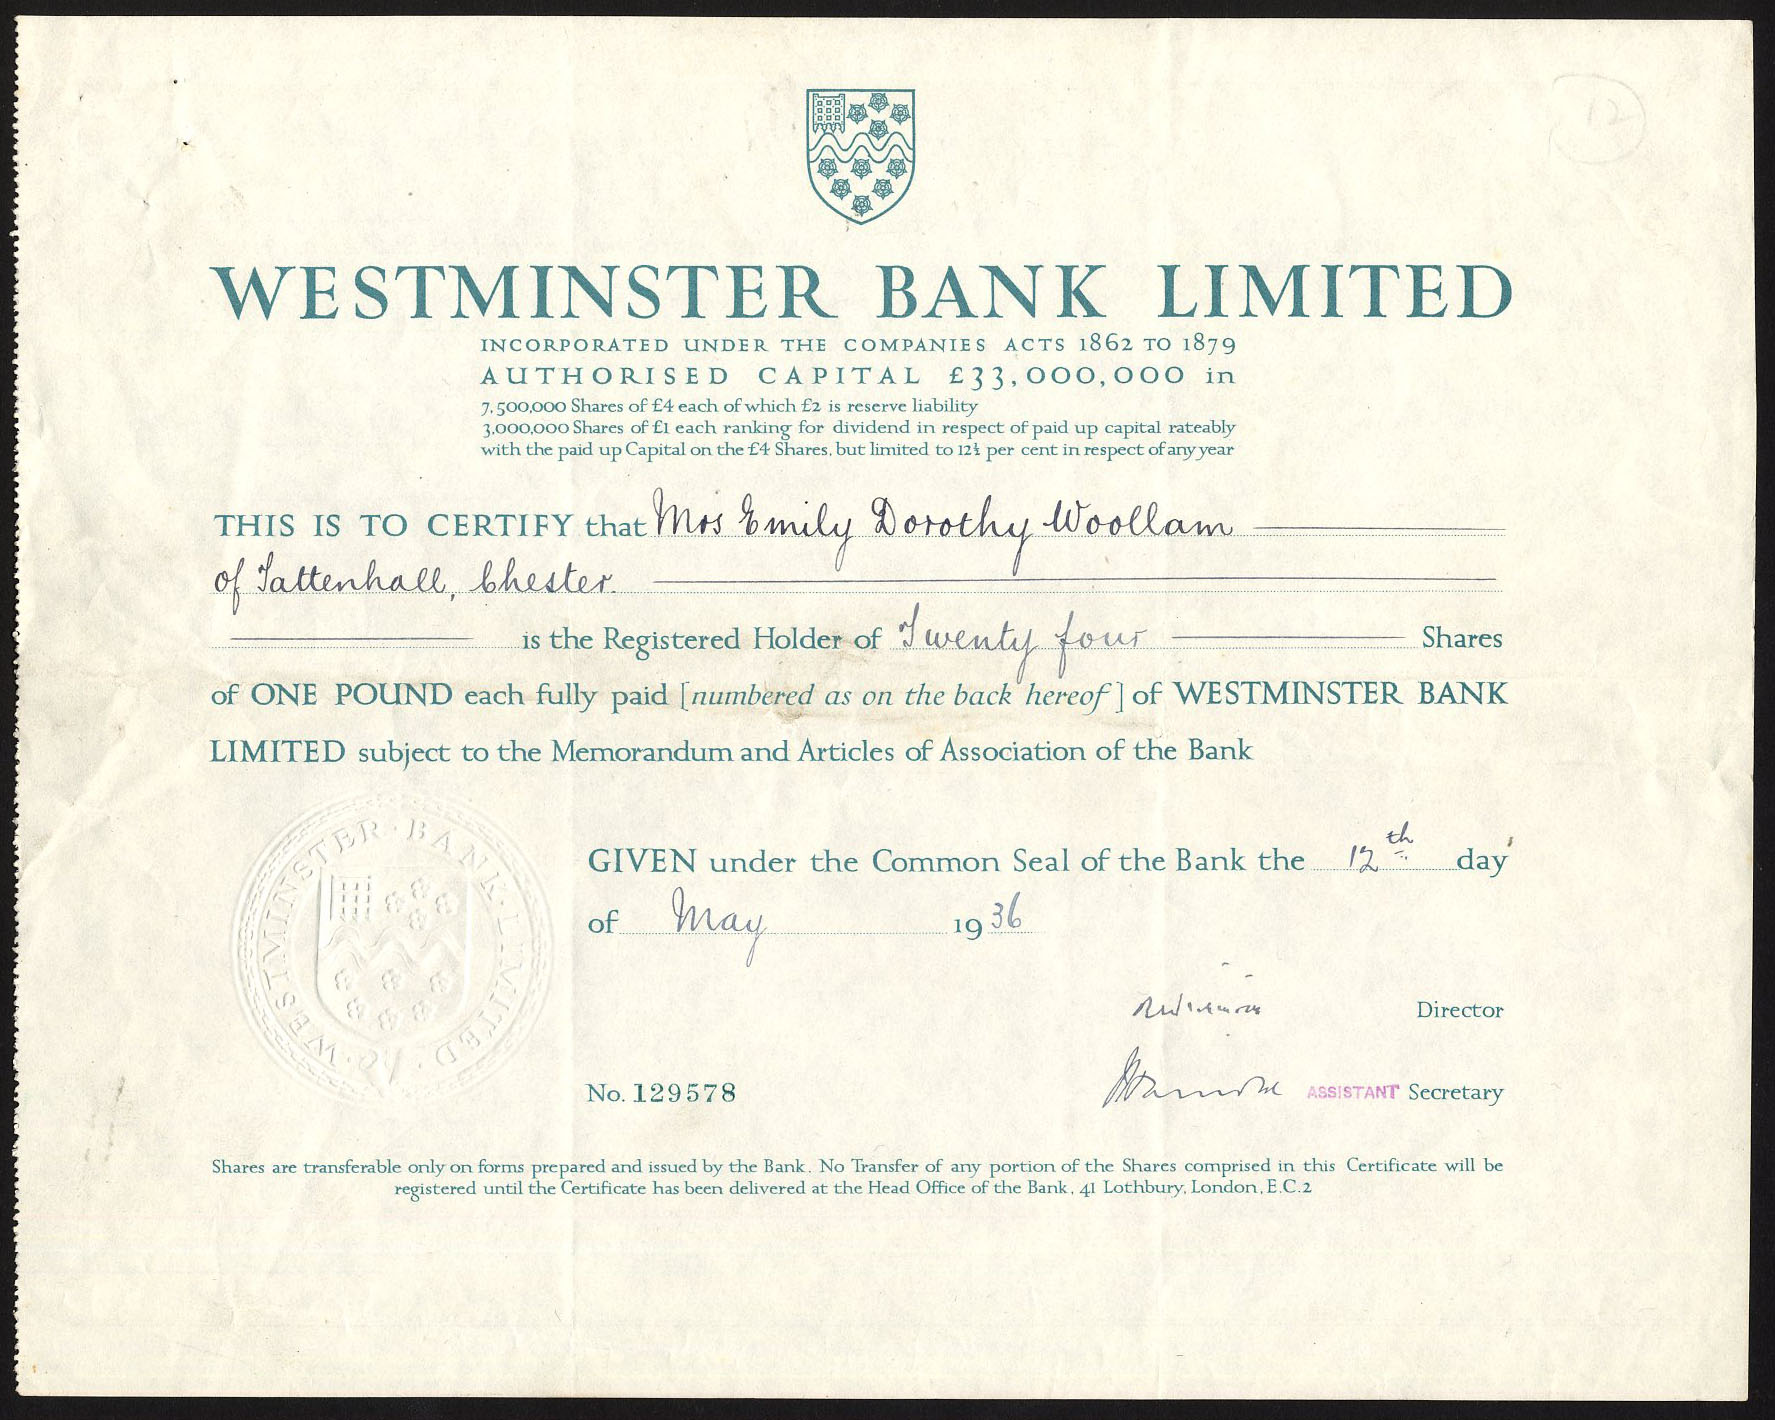 12
WESTMINSTER BANK LIMITED
INCORPORATED UNDER THE COMPANIES ACTS 1862 TO 1879
AUTHORISED CAPITAL £33,000,000 in
7,500,000 Shares of £4 each of which £2 is reserve liability
3,000,000 Shares of £1 each ranking for dividend in respect of paid up capital rateably
with the paid up Capital on the £4 Shares, but limited to 12½ per cent in respect of any year
THIS IS TO CERTIFY that Mrs Emily Dorothy Woollam
of Tattenhall, Chester.
is the Registered Holder of Twenty four Shares
of ONE POUND each fully paid [numbered as on the back hereof] of WESTMINSTER BANK
LIMITED subject to the Memorandum and Articles of Association of the Bank
WESTMINSTER · BANK · LIMITED ·
GIVEN under the Common Seal of the Bank the 12th day
of May 1936
Director
No. 129578
ASSISTANT Secretary
Shares are transferable only on forms prepared and issued by the Bank. No Transfer of any portion of the Shares comprised in this Certificate will be
registered until the Certificate has been delivered at the Head Office of the Bank, 41 Lothbury, London, E.C.2